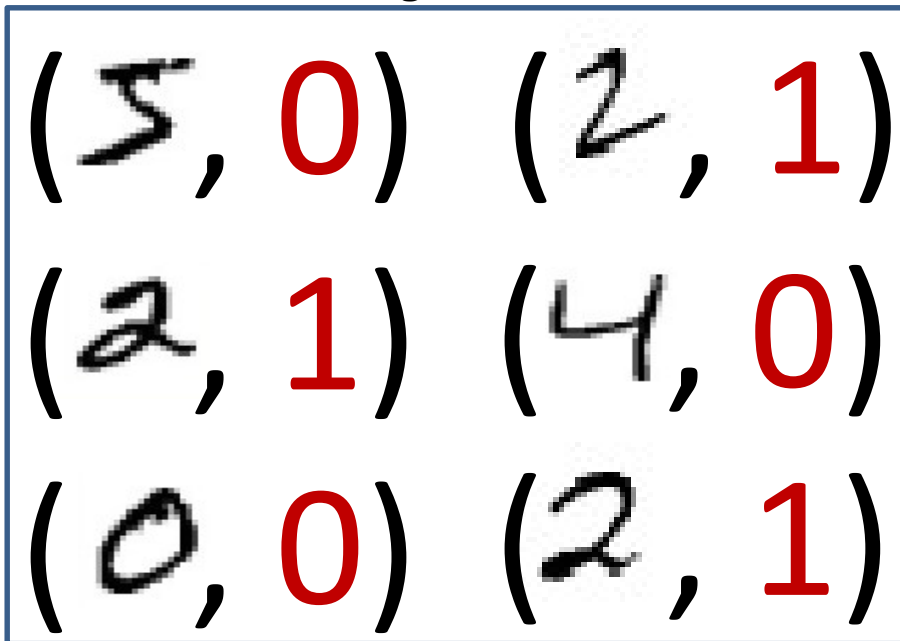 (5, 0) (2, 1)
(2, 1) (4, 0)
(0, 0) (2, 1)